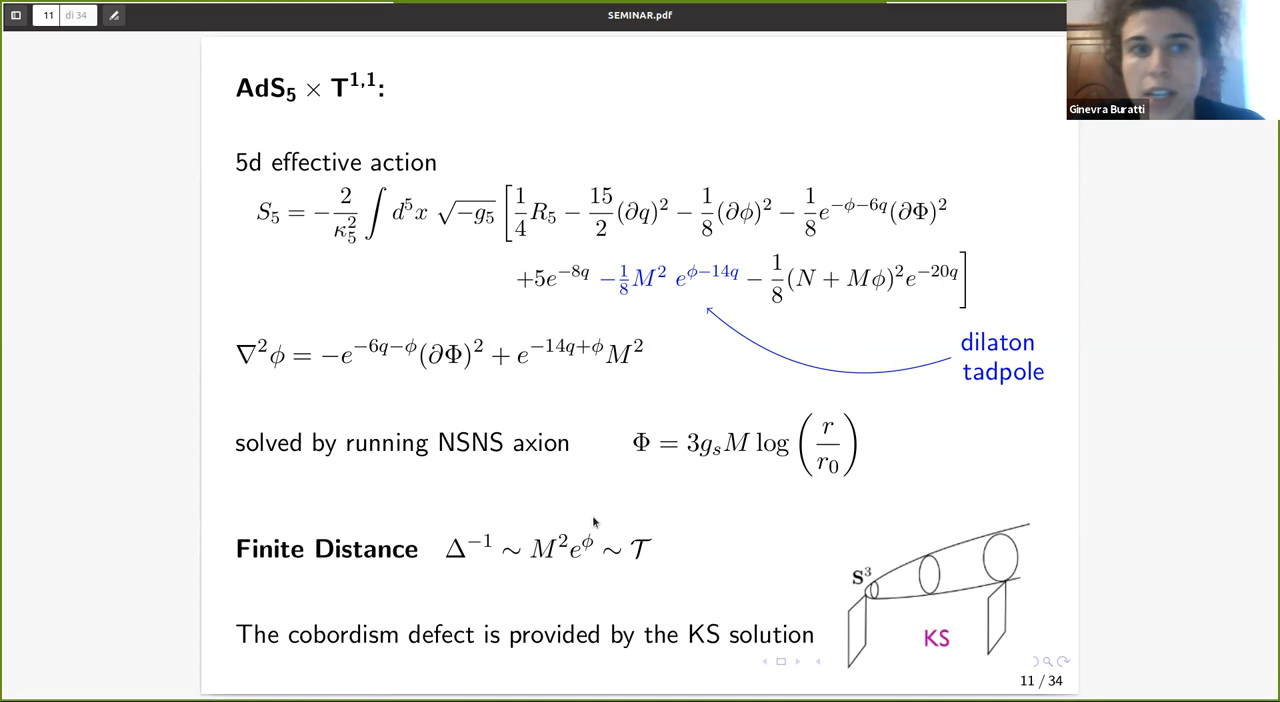 11 di 34
SEMINAR.pdf
Ginevra Buratti
AdS₅ × T¹,¹:
5d effective action
S₅ = −2/κ₅² ∫ d⁵x √−g₅ [ 1/4 R₅ − 15/2 (∂q)² − 1/8 (∂ϕ)² − 1/8 e^{−ϕ−6q} (∂Φ)²
+5e^{−8q} −1/8 M² e^{ϕ−14q} − 1/8 (N + Mϕ)² e^{−20q} ]
dilaton
tadpole
∇²ϕ = −e^{−6q−ϕ} (∂Φ)² + e^{−14q+ϕ} M²
solved by running NSNS axion Φ = 3gₛM log (r/r₀)
Finite Distance Δ⁻¹ ∼ M²e^ϕ ∼ 𝒯
S³
KS
The cobordism defect is provided by the KS solution
11 / 34